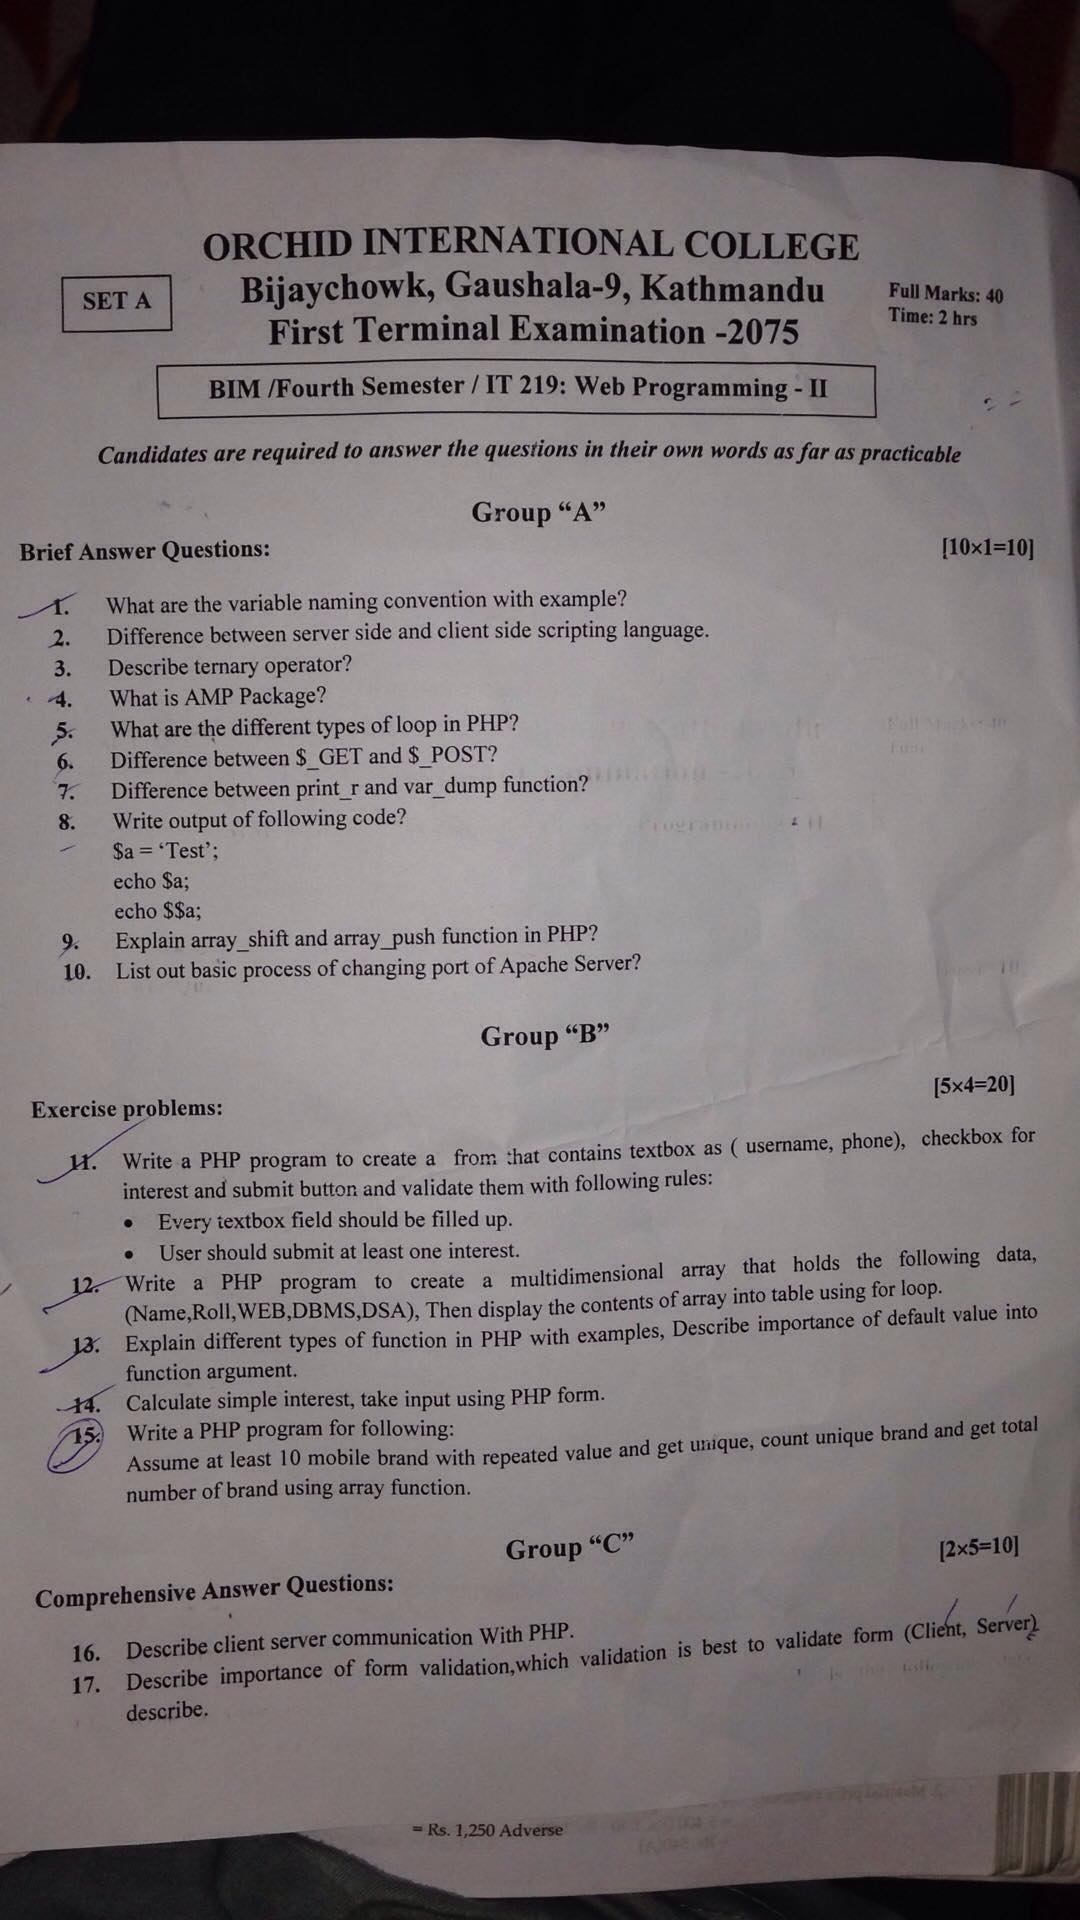 ORCHID INTERNATIONAL COLLEGE
SET A
Bijaychowk, Gaushala-9, Kathmandu
Full Marks: 40
First Terminal Examination -2075
Time: 2 hrs
BIM /Fourth Semester / IT 219: Web Programming - II
Candidates are required to answer the questions in their own words as far as practicable
Group “A”
Brief Answer Questions: [10×1=10]
1. What are the variable naming convention with example?
2. Difference between server side and client side scripting language.
3. Describe ternary operator?
4. What is AMP Package?
5. What are the different types of loop in PHP?
6. Difference between $_GET and $_POST?
7. Difference between print_r and var_dump function?
8. Write output of following code?
$a = ‘Test’;
echo $a;
echo $$a;
9. Explain array_shift and array_push function in PHP?
10. List out basic process of changing port of Apache Server?
Group “B”
[5×4=20]
Exercise problems:
11. Write a PHP program to create a from that contains textbox as ( username, phone), checkbox for
interest and submit button and validate them with following rules:
• Every textbox field should be filled up.
• User should submit at least one interest.
12. Write a PHP program to create a multidimensional array that holds the following data,
(Name,Roll,WEB,DBMS,DSA), Then display the contents of array into table using for loop.
13. Explain different types of function in PHP with examples, Describe importance of default value into
function argument.
14. Calculate simple interest, take input using PHP form.
15. Write a PHP program for following:
Assume at least 10 mobile brand with repeated value and get unique, count unique brand and get total
number of brand using array function.
Group “C”
[2×5=10]
Comprehensive Answer Questions:
16. Describe client server communication With PHP.
17. Describe importance of form validation,which validation is best to validate form (Client, Server)
describe.
= Rs. 1,250 Adverse